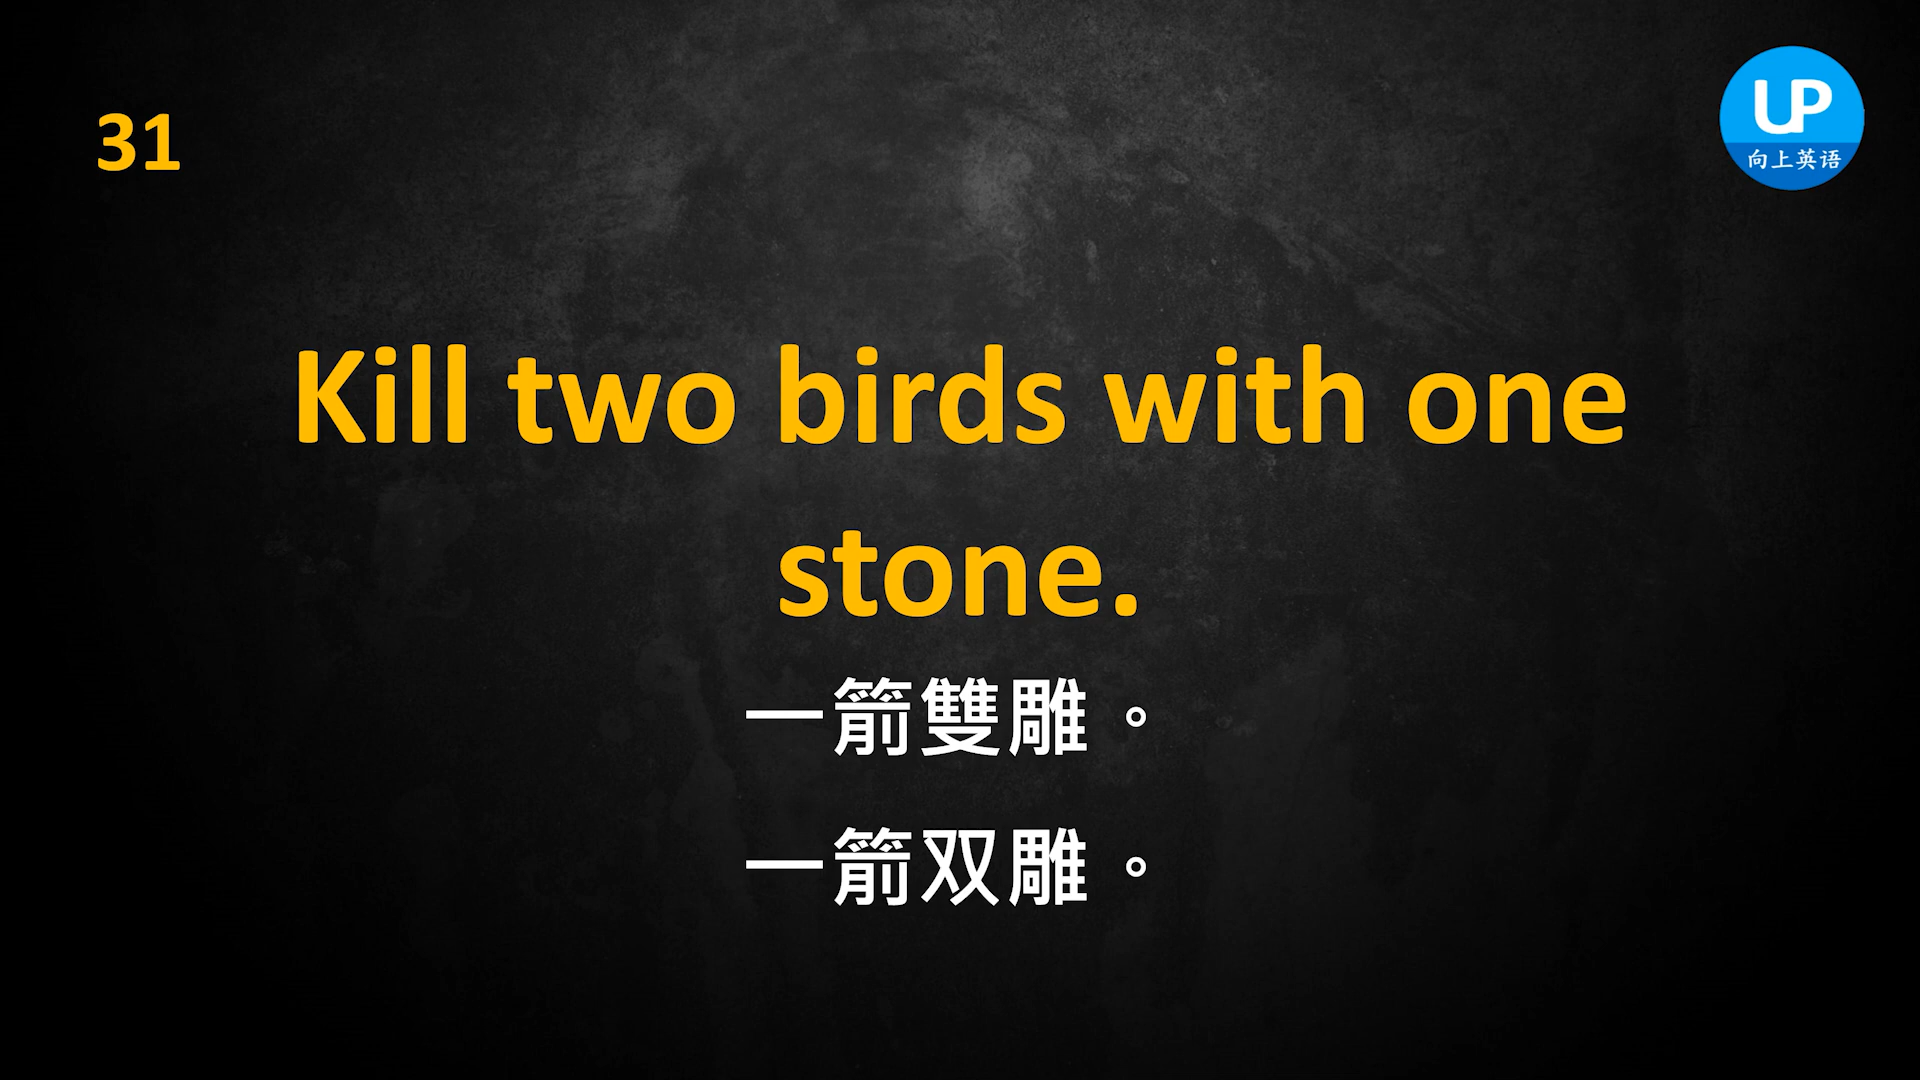 31
UP
向上英语
Kill two birds with one
stone.
一箭雙雕。
一箭双雕。